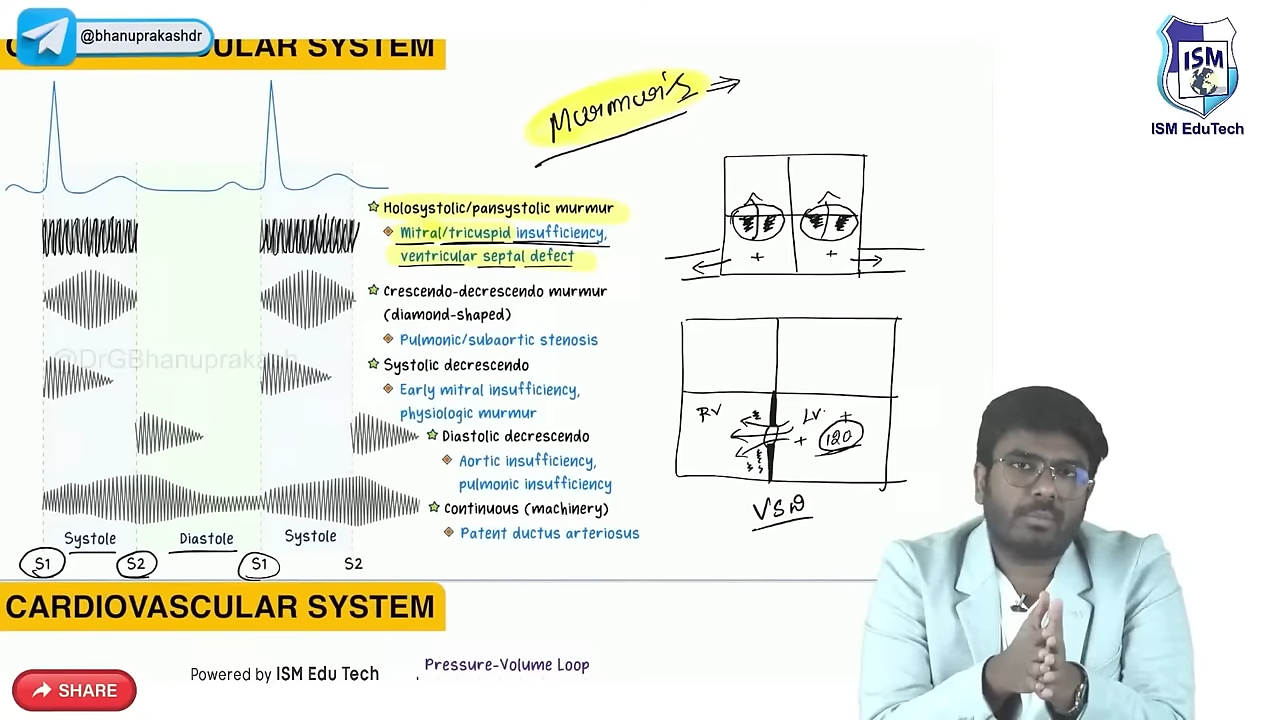 @bhanuprakashdr
CARDIOVASCULAR SYSTEM
ISM
ISM EduTech
Murmur's
Holosystolic/pansystolic murmur
Mitral/tricuspid insufficiency,
ventricular septal defect
Crescendo-decrescendo murmur
(diamond-shaped)
Pulmonic/subaortic stenosis
@DrGBhanuprakash
Systolic decrescendo
Early mitral insufficiency,
physiologic murmur
Diastolic decrescendo
Aortic insufficiency,
pulmonic insufficiency
Continuous (machinery)
Patent ductus arteriosus
Systole Diastole Systole
S1 S2 S1 S2
+ +
RV LV +
+ 120
VSD
CARDIOVASCULAR SYSTEM
Powered by ISM Edu Tech
Pressure-Volume Loop
SHARE